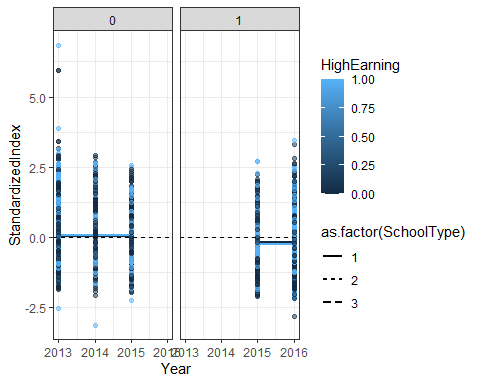 0 1
StandardizedIndex
5.0
2.5
0.0
-2.5
2013 2014 2015 2016 2013 2014 2015 2016
Year
HighEarning
1.00
0.75
0.50
0.25
0.00
as.factor(SchoolType)
1
2
3